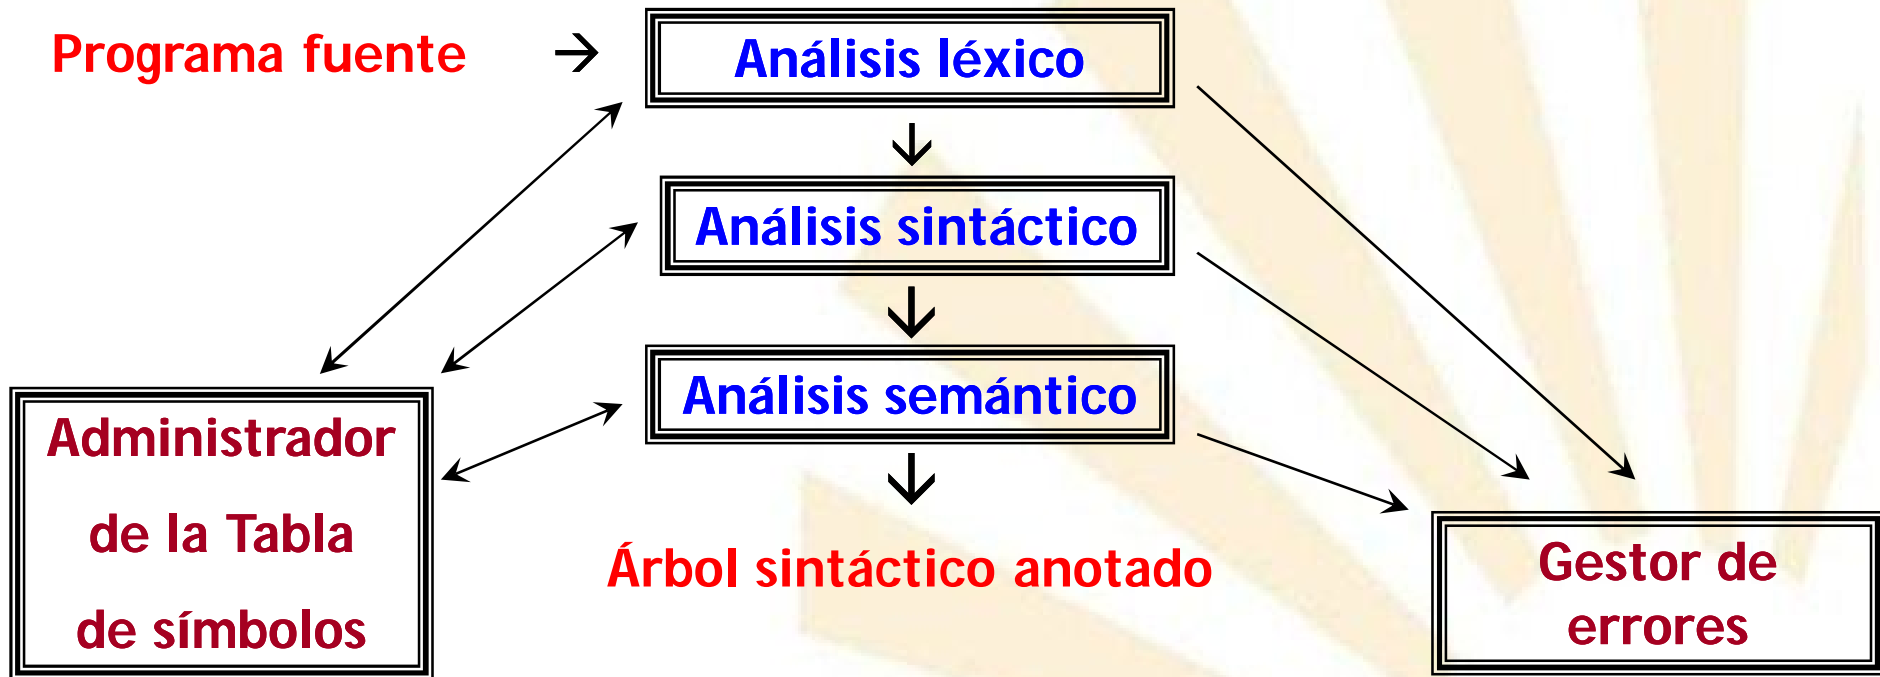 Programa fuente → Análisis léxico
Análisis sintáctico
Análisis semántico
Administrador
de la Tabla
de símbolos
Árbol sintáctico anotado
Gestor de
errores